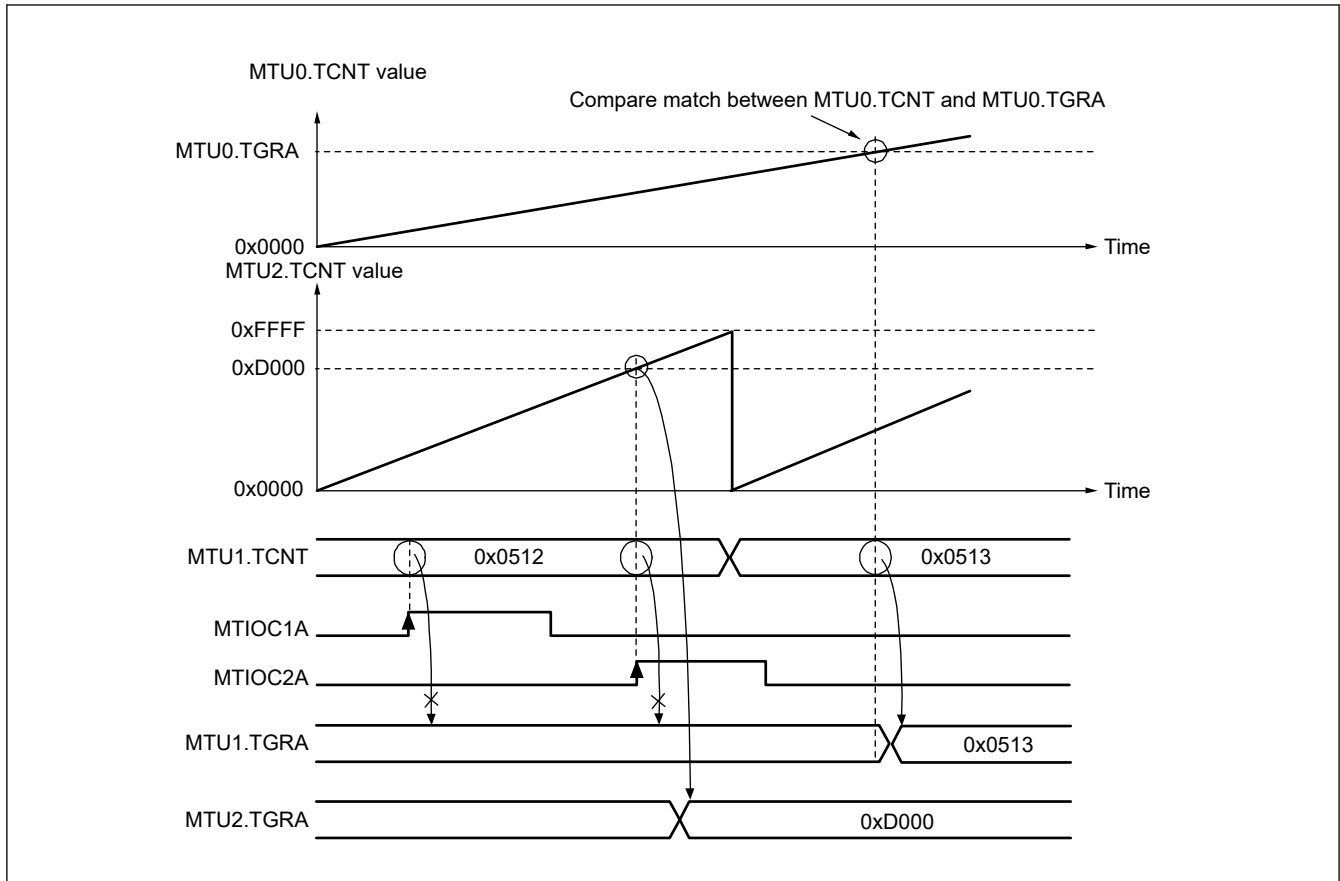 MTU0.TCNT value
Compare match between MTU0.TCNT and MTU0.TGRA
MTU0.TGRA
0x0000
Time
MTU2.TCNT value
0xFFFF
0xD000
0x0000
Time
MTU1.TCNT
0x0512
0x0513
MTIOC1A
MTIOC2A
MTU1.TGRA
0x0513
MTU2.TGRA
0xD000